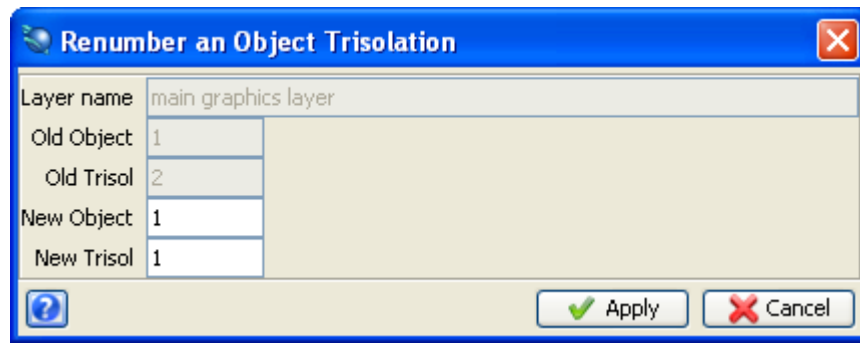 Renumber an Object Trisolation
Layer name main graphics layer
Old Object 1
Old Trisol 2
New Object 1
New Trisol 1
? Apply Cancel